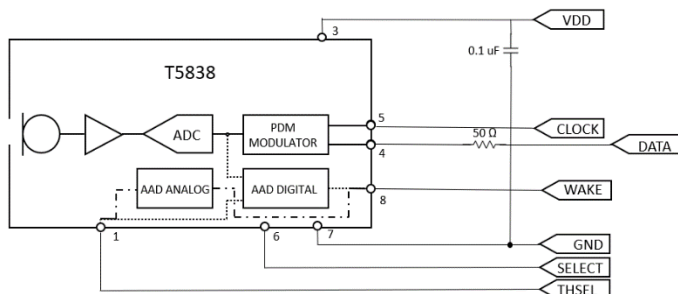 3
VDD
0.1 uF
T5838
ADC
PDM
MODULATOR
5
CLOCK
50 Ω
4
DATA
AAD ANALOG
AAD DIGITAL
8
WAKE
1
6
7
GND
SELECT
THSEL